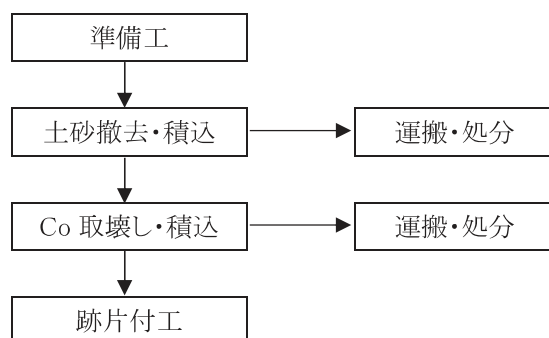 準備工
土砂撤去・積込
運搬・処分
Co 取壊し・積込
運搬・処分
跡片付工